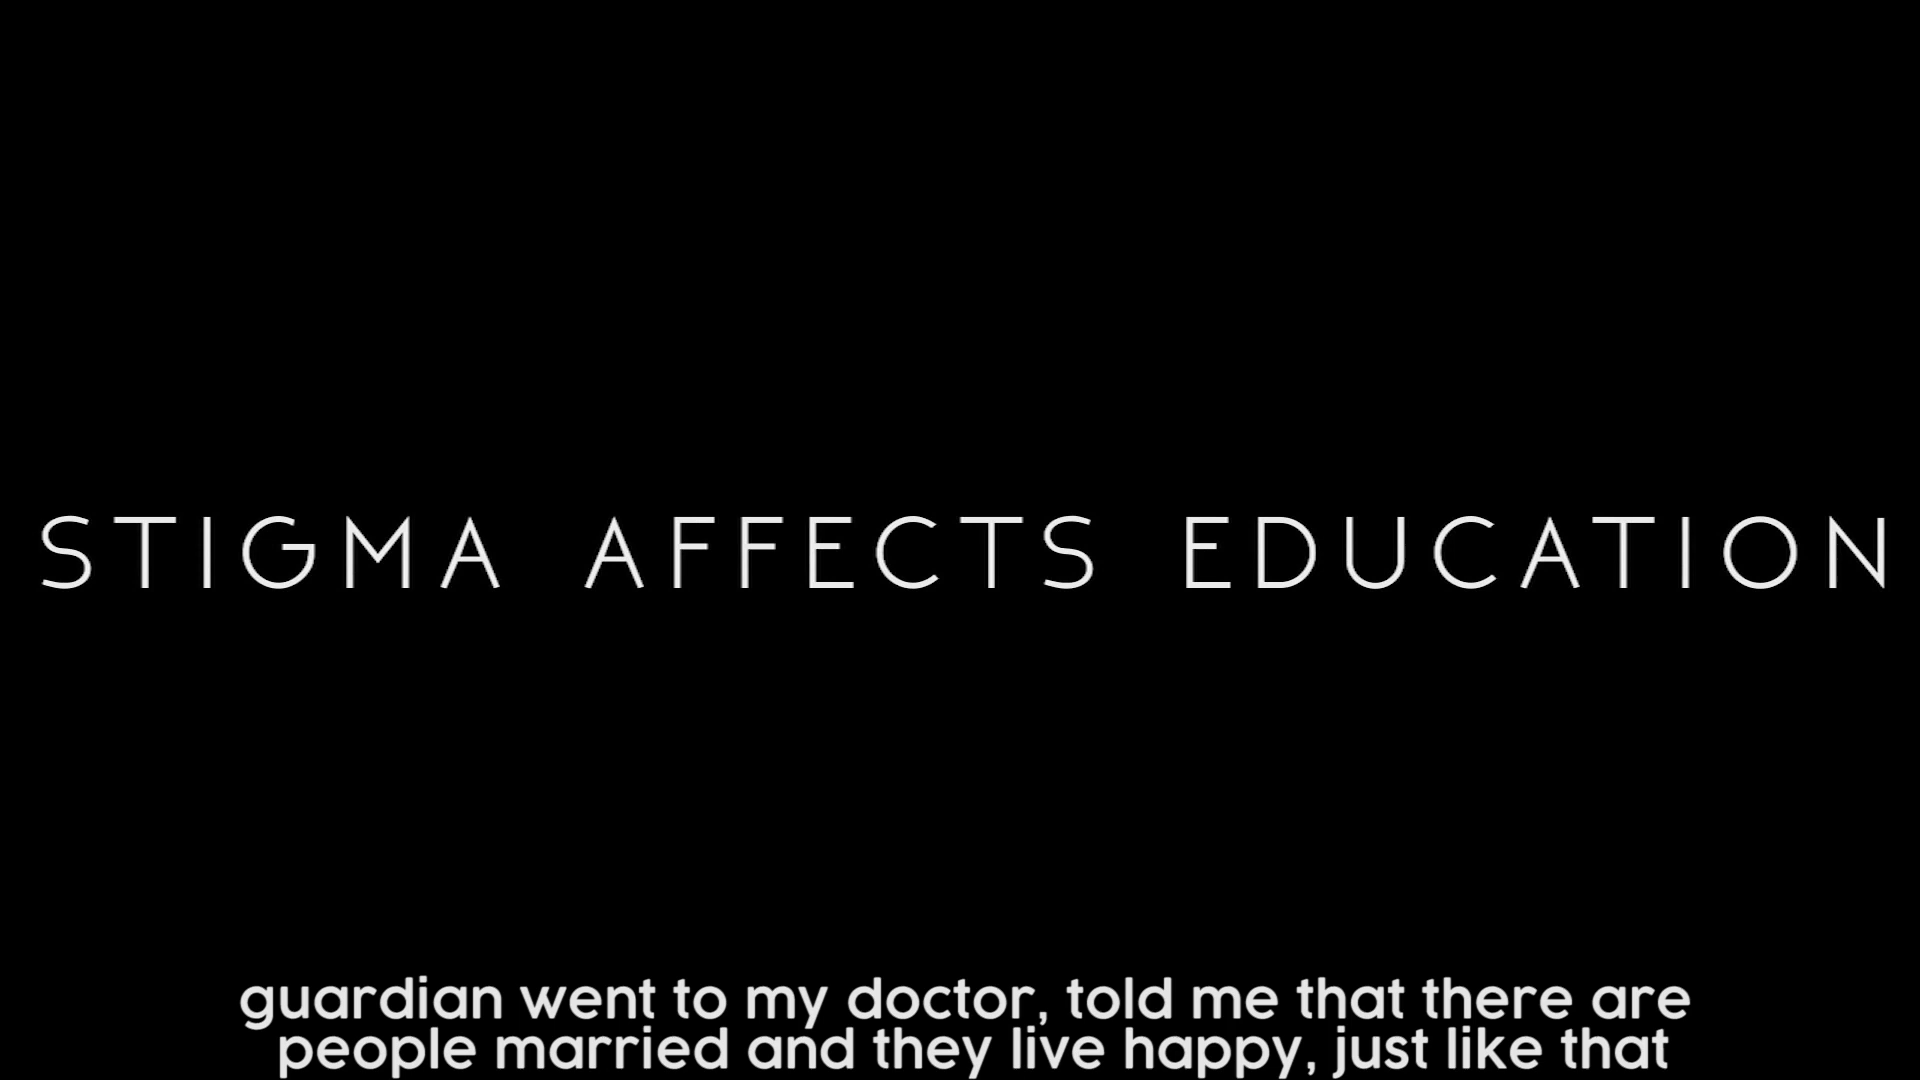 STIGMA AFFECTS EDUCATION
guardian went to my doctor, told me that there are
people married and they live happy, just like that